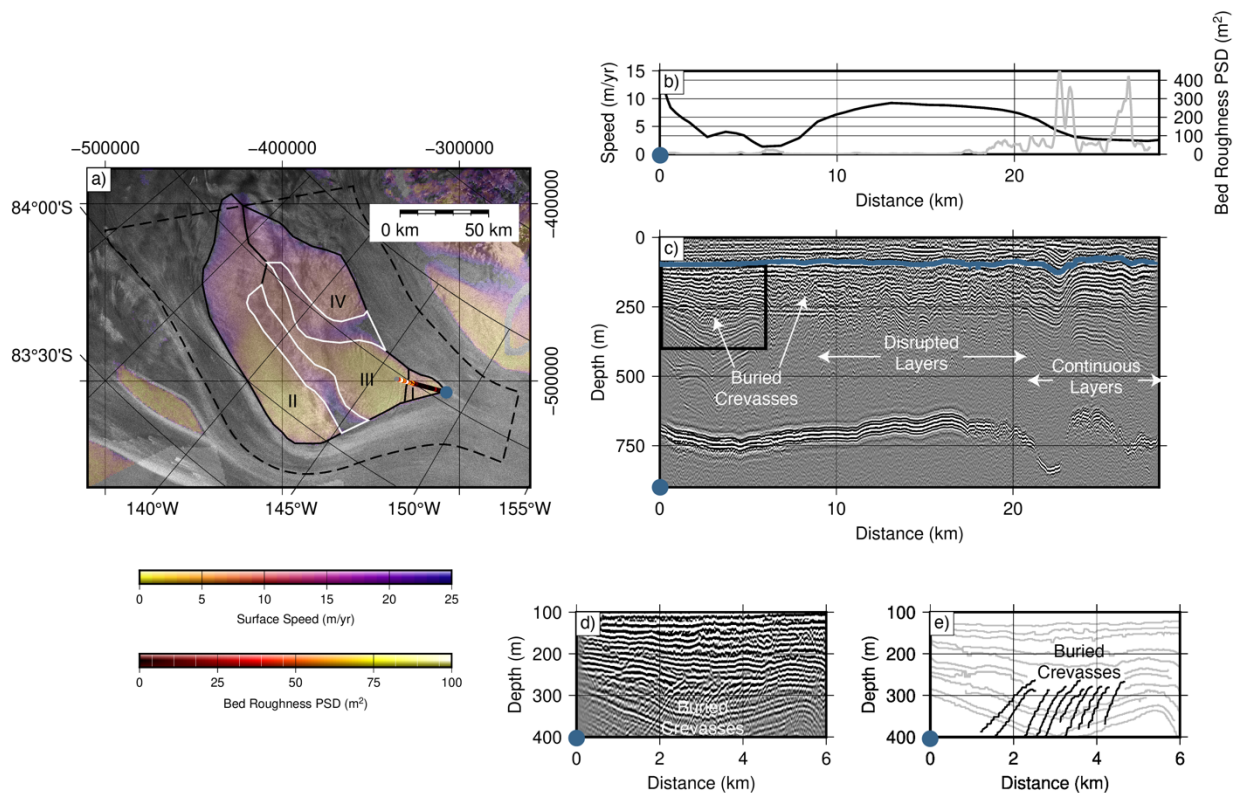 a)
−500000
−400000
−300000
84°00'S
83°30'S
−400000
−500000
0 km 50 km
IV
III
II
140°W
145°W
150°W
155°W
0 5 10 15 20 25
Surface Speed (m/yr)
0 25 50 75 100
Bed Roughness PSD (m²)
b)
15
10
5
0
Speed (m/yr)
400
300
200
100
0
Bed Roughness PSD (m²)
0 10 20
Distance (km)
c)
0
250
500
750
Depth (m)
Buried
Crevasses
Disrupted
Layers
Continuous
Layers
0 10 20
Distance (km)
d)
100
200
300
400
Depth (m)
Buried
Crevasses
0 2 4 6
Distance (km)
e)
100
200
300
400
Depth (m)
Buried
Crevasses
0 2 4 6
Distance (km)